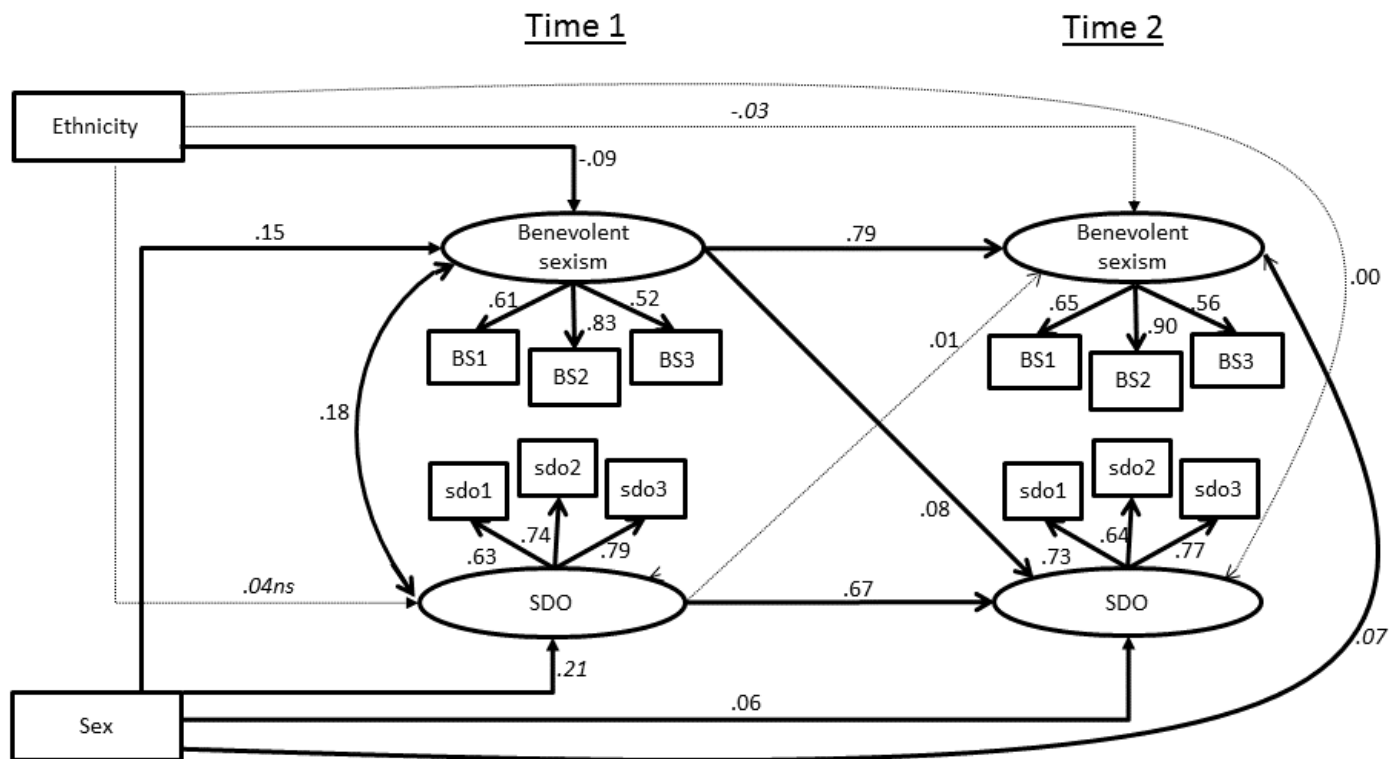 Time 1
Time 2
Ethnicity
-.03
-.09
.15
Benevolent
sexism
.79
Benevolent
sexism
.00
.61
.83
.52
.65
.90
.56
BS1
BS2
BS3
.01
BS1
BS2
BS3
.18
sdo1
sdo2
sdo3
.08
sdo1
sdo2
sdo3
.63
.74
.79
.73
.64
.77
.04ns
SDO
.67
SDO
.07
.21
Sex
.06